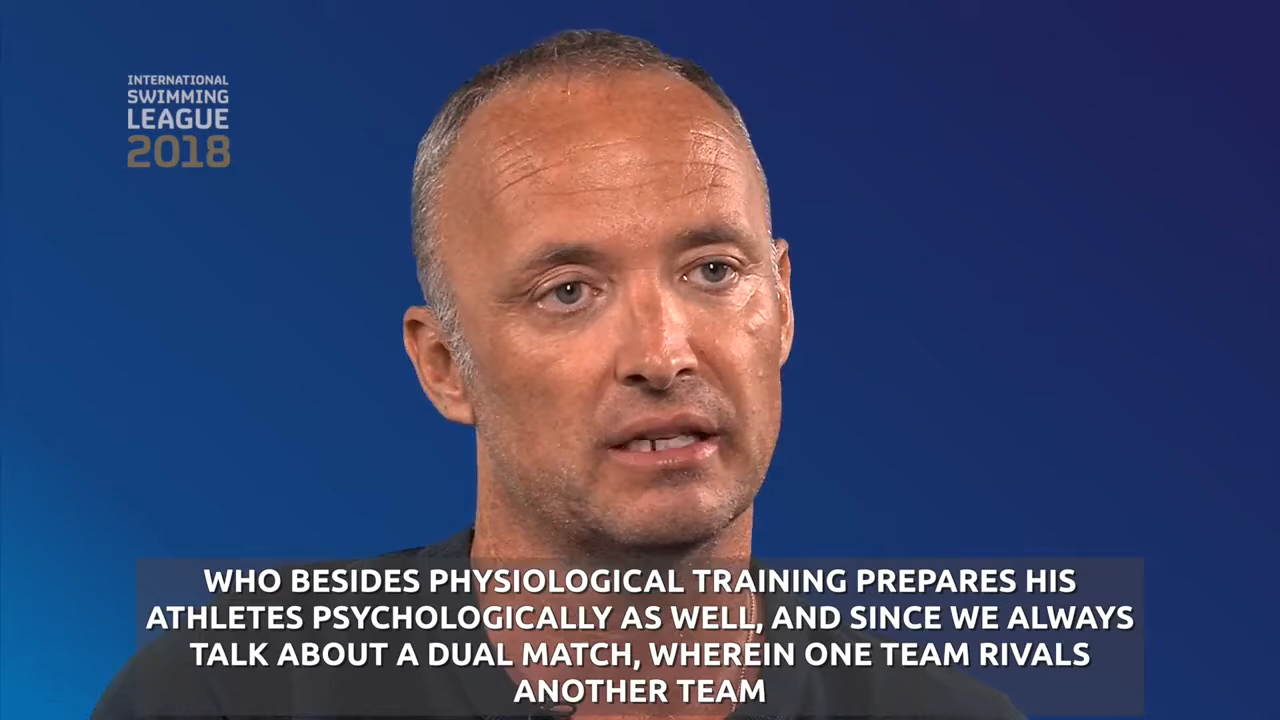 INTERNATIONAL
SWIMMING
LEAGUE
2018
WHO BESIDES PHYSIOLOGICAL TRAINING PREPARES HIS
ATHLETES PSYCHOLOGICALLY AS WELL, AND SINCE WE ALWAYS
TALK ABOUT A DUAL MATCH, WHEREIN ONE TEAM RIVALS
ANOTHER TEAM